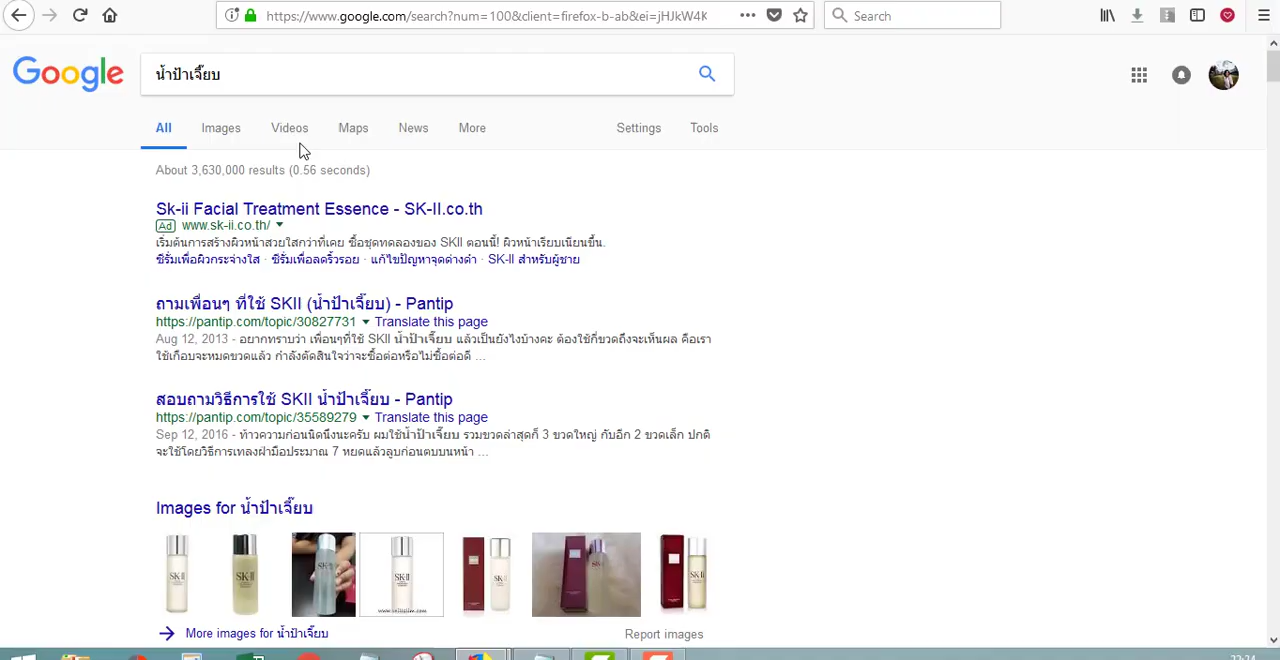 https://www.google.com/search?num=100&client=firefox-b-ab&ei=jHJkW4K
Search
Google
น้ำป้าเจี๊ยบ
All Images Videos Maps News More Settings Tools
About 3,630,000 results (0.56 seconds)
Sk-ii Facial Treatment Essence - SK-II.co.th
Ad www.sk-ii.co.th/
เริ่มต้นการสร้างผิวหน้าสวยใสกว่าที่เคย ซื้อชุดทดลองของ SKII ตอนนี้! ผิวหน้าเรียบเนียนขึ้น.
ซีรั่มเพื่อผิวกระจ่างใส · ซีรั่มเพื่อลดริ้วรอย · แก้ไขปัญหาจุดด่างดำ · SK-II สำหรับผู้ชาย
ถามเพื่อนๆ ที่ใช้ SKII (น้ำป้าเจี๊ยบ) - Pantip
https://pantip.com/topic/30827731 Translate this page
Aug 12, 2013 - อยากทราบว่า เพื่อนๆที่ใช้ SKII น้ำป้าเจี๊ยบ แล้วเป็นยังไงบ้างคะ ต้องใช้กี่ขวดถึงจะเห็นผล คือเรา
ใช้เกือบจะหมดขวดแล้ว กำลังตัดสินใจว่าจะซื้อต่อหรือไม่ซื้อต่อดี ...
สอบถามวิธีการใช้ SKII น้ำป้าเจี๊ยบ - Pantip
https://pantip.com/topic/35589279 Translate this page
Sep 12, 2016 - ท้าวความก่อนนิดนึงนะครับ ผมใช้น้ำป้าเจี๊ยบ รวมขวดล่าสุดก็ 3 ขวดใหญ่ กับอีก 2 ขวดเล็ก ปกติ
จะใช้โดยวิธีการเทลงฝ่ามือประมาณ 7 หยดแล้วลูบก่อนตบบนหน้า ...
Images for น้ำป้าเจี๊ยบ
SK-II SK-II SK-II SK-II SK-II SK-II
More images for น้ำป้าเจี๊ยบ Report images